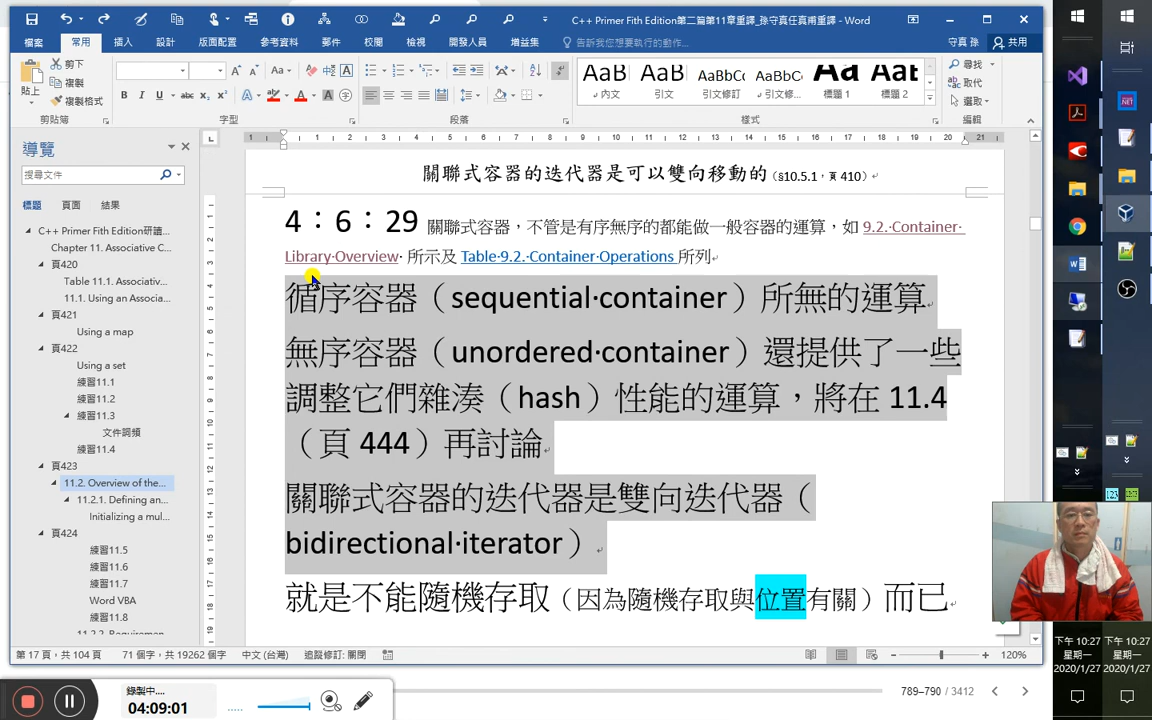 C++ Primer Fith Edition第二篇第11章重譯_孫守真任真甫重譯 - Word
檔案 常用 插入 設計 版面配置 參考資料 郵件 校閱 檢視 開發人員 增益集 告訴我您想要執行的動作... 守真 孫 共用
貼上 剪下 複製 複製格式
AaBb AaBb AaBbCc AaBbCc AaB AaB
內文 引文 引文修訂 引文修... 標題 1 標題 2
尋找 取代 選取
剪貼簿 字型 段落 樣式 編輯
導覽
搜尋文件
標題 頁面 結果
C++ Primer Fith Edition研讀...
Chapter 11. Associative C...
頁420
Table 11.1. Associativ...
11.1. Using an Associa...
頁421
Using a map
頁422
Using a set
練習11.1
練習11.2
練習11.3
文件詞頻
練習11.4
頁423
11.2. Overview of the...
11.2.1. Defining an...
Initializing a mul...
頁424
練習11.5
練習11.6
練習11.7
Word VBA
練習11.8
11.2.2. Requiremen...
關聯式容器的迭代器是可以雙向移動的(§10.5.1，頁 410)
4：6：29 關聯式容器，不管是有序無序的都能做一般容器的運算，如 9.2. Container
Library Overview 所示及 Table 9.2. Container Operations 所列
循序容器（sequential container）所無的運算
無序容器（unordered container）還提供了一些
調整它們雜湊（hash）性能的運算，將在 11.4
（頁 444）再討論
關聯式容器的迭代器是雙向迭代器（
bidirectional iterator）
就是不能隨機存取（因為隨機存取與位置有關）而已
第 17 頁，共 104 頁 71 個字，共 19262 個字 中文 (台灣) 追蹤修訂: 關閉 120%
錄製中....
04:09:01
789–790 / 3412
下午 10:27
星期一
2020/1/27
下午 10:27
星期一
2020/1/27